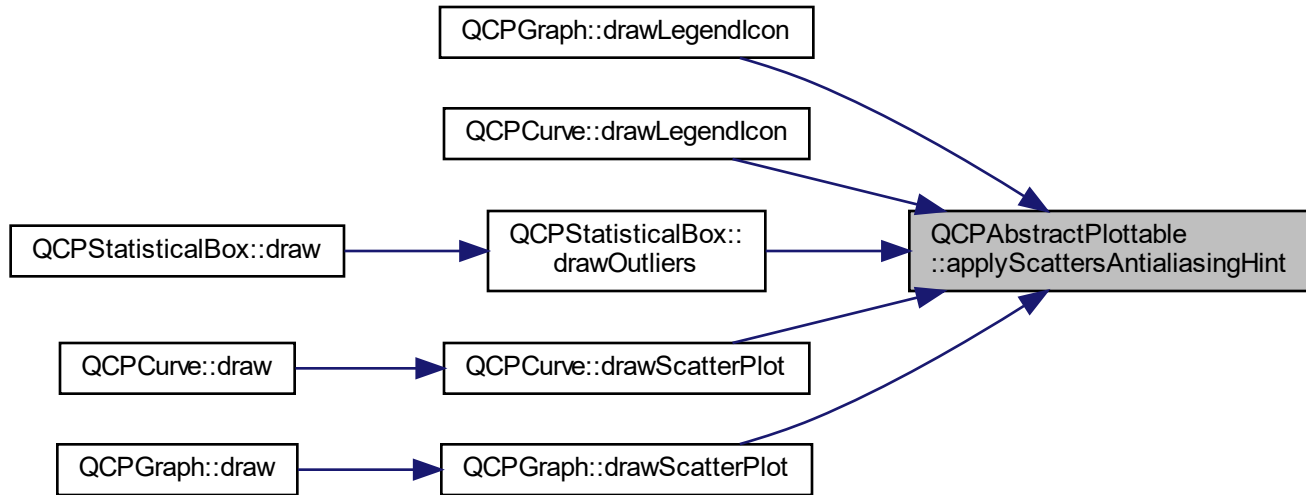 QCPGraph::drawLegendIcon
QCPCurve::drawLegendIcon
QCPStatisticalBox::draw
QCPStatisticalBox::
drawOutliers
QCPAbstractPlottable
::applyScattersAntialiasingHint
QCPCurve::draw
QCPCurve::drawScatterPlot
QCPGraph::draw
QCPGraph::drawScatterPlot